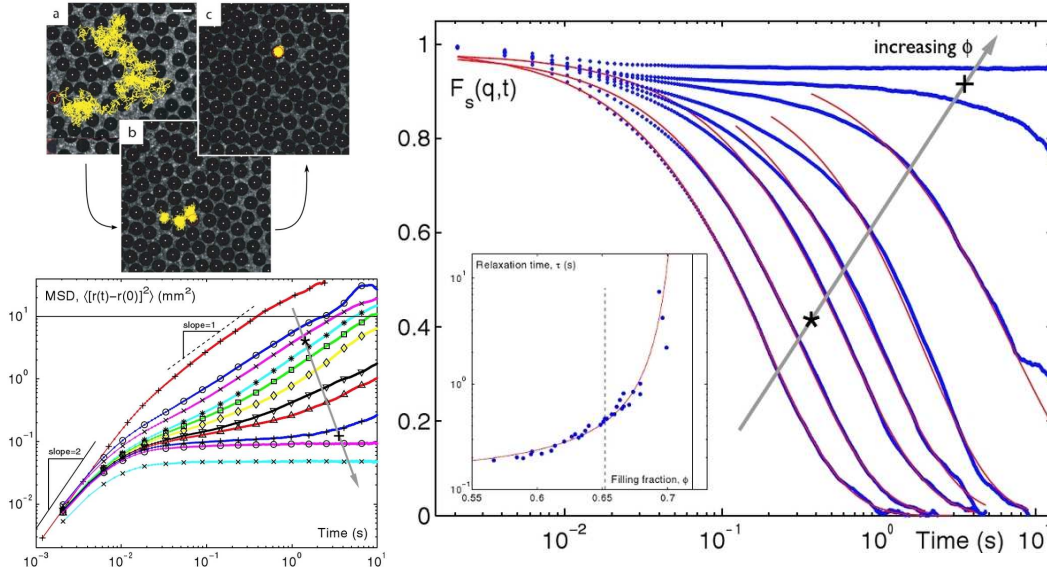 a
c
b
MSD, ⟨[r(t)−r(0)]²⟩ (mm²)
10¹
slope=1
10⁰
10⁻¹
slope=2
10⁻²
Time (s)
10⁻³ 10⁻² 10⁻¹ 10⁰ 10¹
1
increasing ϕ
Fₛ(q,t)
0.8
0.6
0.4
0.2
0
10⁻² 10⁻¹ 10⁰ Time (s) 10¹
Relaxation time, τ (s)
10¹
10⁰
10⁻¹
Filling fraction, ϕ
0.55 0.6 0.65 0.7